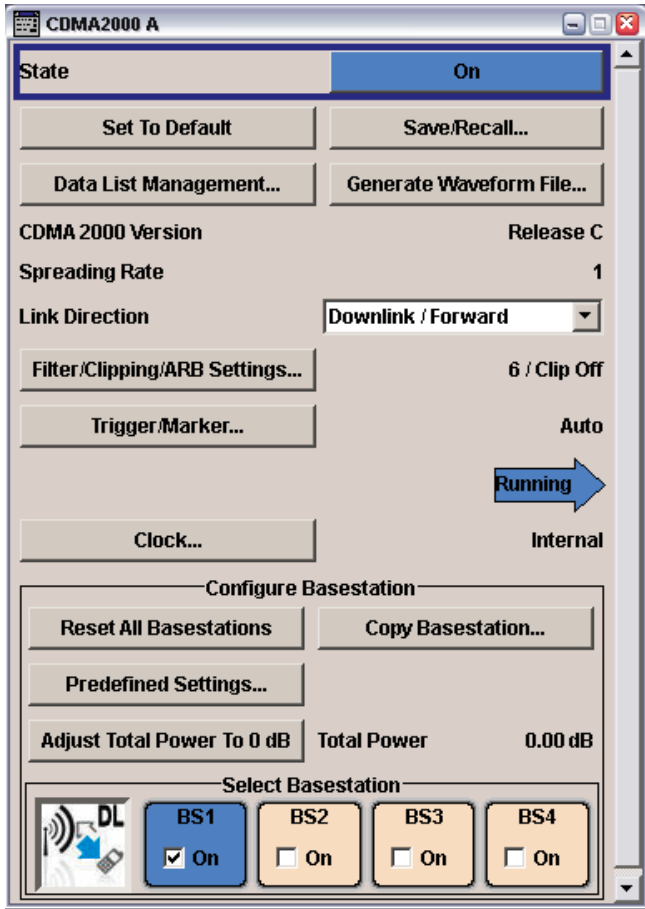 CDMA2000 A
State On
Set To Default Save/Recall...
Data List Management... Generate Waveform File...
CDMA 2000 Version Release C
Spreading Rate 1
Link Direction Downlink / Forward
Filter/Clipping/ARB Settings... 6 / Clip Off
Trigger/Marker... Auto
Running
Clock... Internal
Configure Basestation
Reset All Basestations Copy Basestation...
Predefined Settings...
Adjust Total Power To 0 dB Total Power 0.00 dB
Select Basestation
DL BS1 BS2 BS3 BS4
On On On On